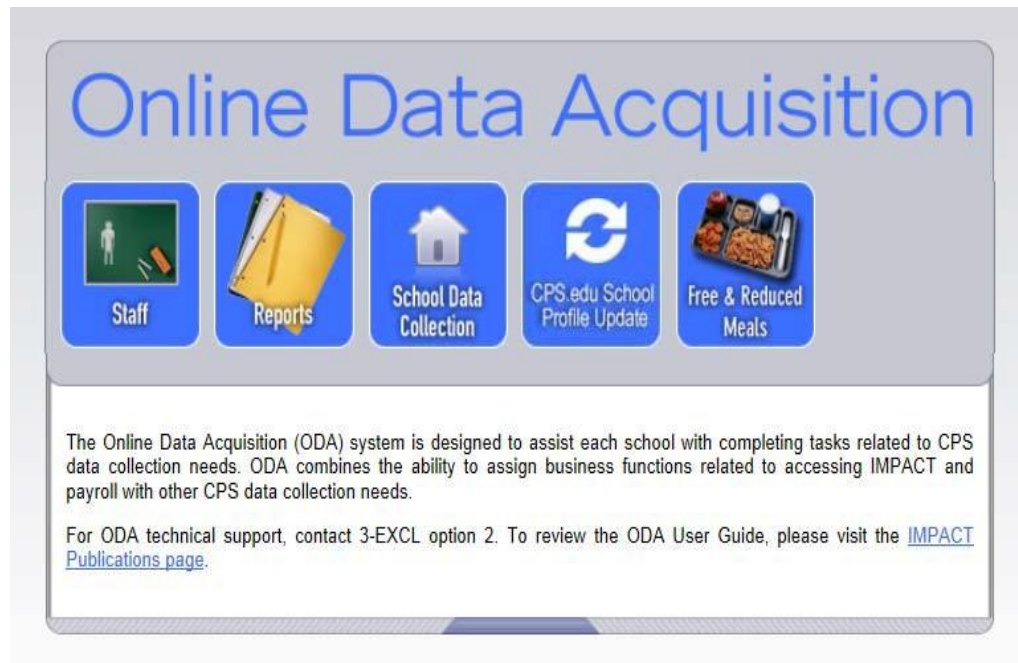 Online Data Acquisition
Staff
Reports
School Data
Collection
CPS.edu School
Profile Update
Free & Reduced
Meals
The Online Data Acquisition (ODA) system is designed to assist each school with completing tasks related to CPS
data collection needs. ODA combines the ability to assign business functions related to accessing IMPACT and
payroll with other CPS data collection needs.
For ODA technical support, contact 3-EXCL option 2. To review the ODA User Guide, please visit the IMPACT
Publications page.